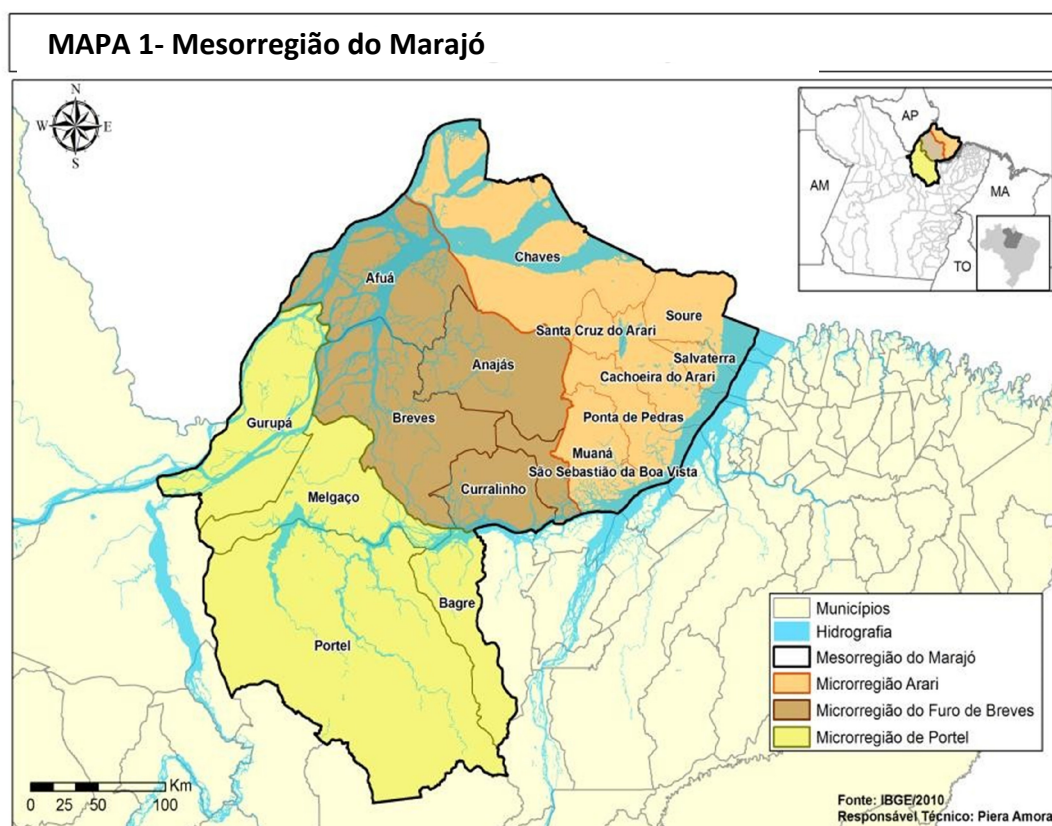 MAPA 1- Mesorregião do Marajó
N
W E
S
AP
AM
MA
TO
Chaves
Afuá
Soure
Santa Cruz do Arari
Salvaterra
Anajás
Cachoeira do Arari
Breves
Ponta de Pedras
Gurupá
Muaná
São Sebastião da Boa Vista
Curralinho
Melgaço
Bagre
Portel
Municípios
Hidrografia
Mesorregião do Marajó
Microrregião Arari
Microrregião do Furo de Breves
Microrregião de Portel
Km
0 25 50 100
Fonte: IBGE/2010
Responsável Técnico: Piera Amora